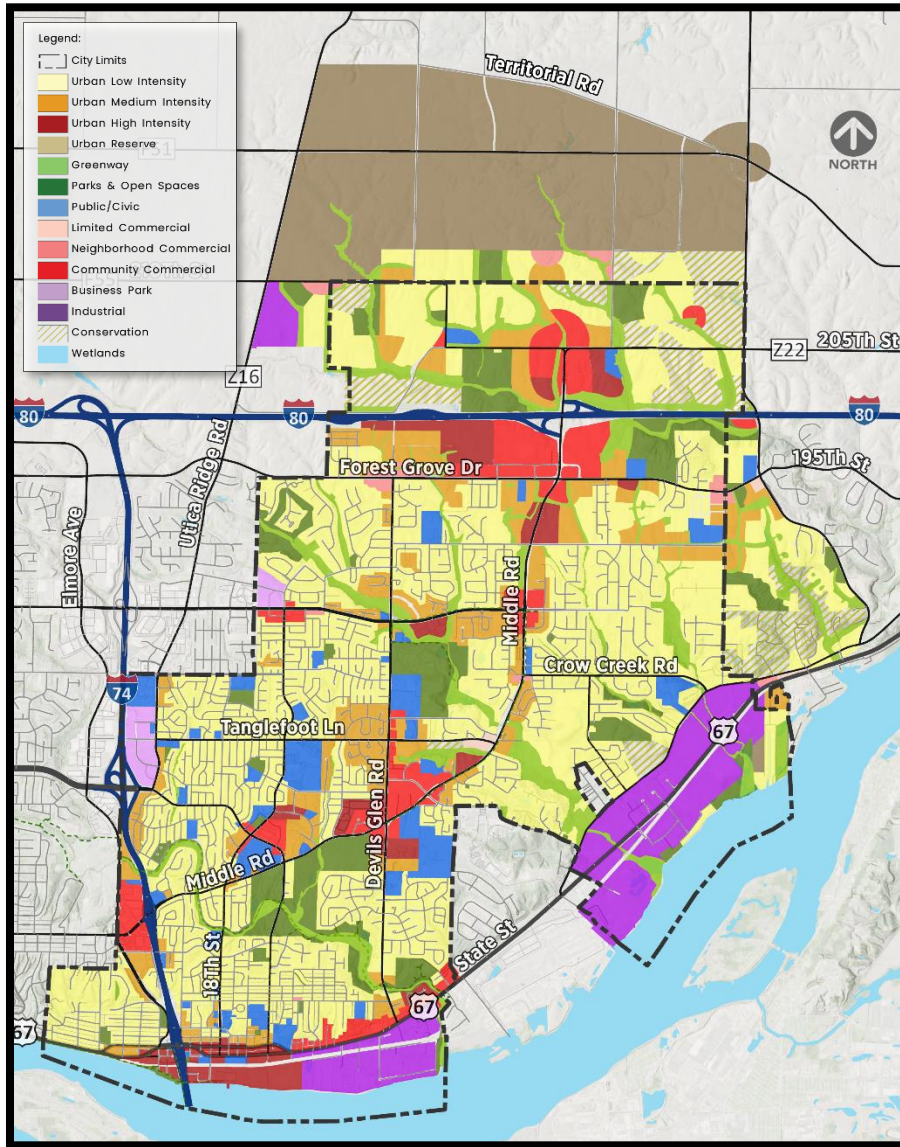 Legend:
City Limits
Urban Low Intensity
Urban Medium Intensity
Urban High Intensity
Urban Reserve
Greenway
Parks & Open Spaces
Public/Civic
Limited Commercial
Neighborhood Commercial
Community Commercial
Business Park
Industrial
Conservation
Wetlands
Territorial Rd
NORTH
F51
F55
205Th St
Z22
Z16
80
80
80
Forest Grove Dr
195Th St
Utica Ridge Rd
Elmore Ave
Middle Rd
Crow Creek Rd
74
67
Tanglefoot Ln
Devils Glen Rd
Middle Rd
18Th St
State St
67
67